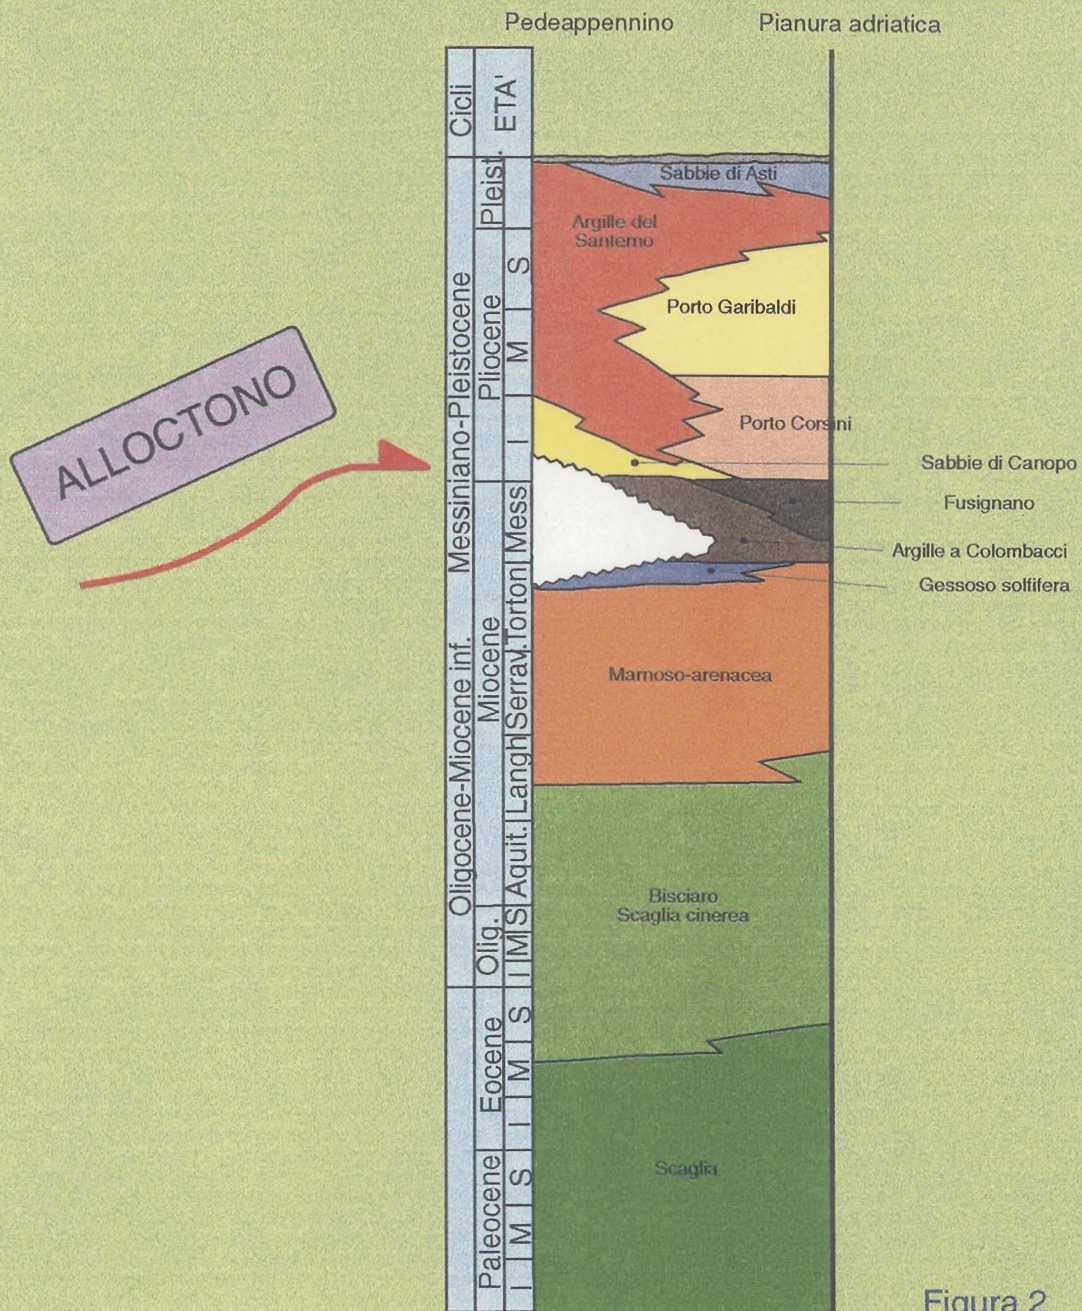 Pedeappennino
Pianura adriatica
Cicli
ETA'
Messiniano-Pleistocene
Oligocene-Miocene inf.
Pleist.
Pliocene
S
M
I
Miocene
Mess
Torton
Serrav.
Langh
Aquit.
Olig.
S
M
I
Eocene
S
M
I
Paleocene
S
M
I
ALLOCTONO
Sabbie di Asti
Argille del
Santerno
Porto Garibaldi
Porto Corsini
Sabbie di Canopo
Fusignano
Argille a Colombacci
Gessoso solfifera
Marnoso-arenacea
Bisciaro
Scaglia cinerea
Scaglia
Figura 2